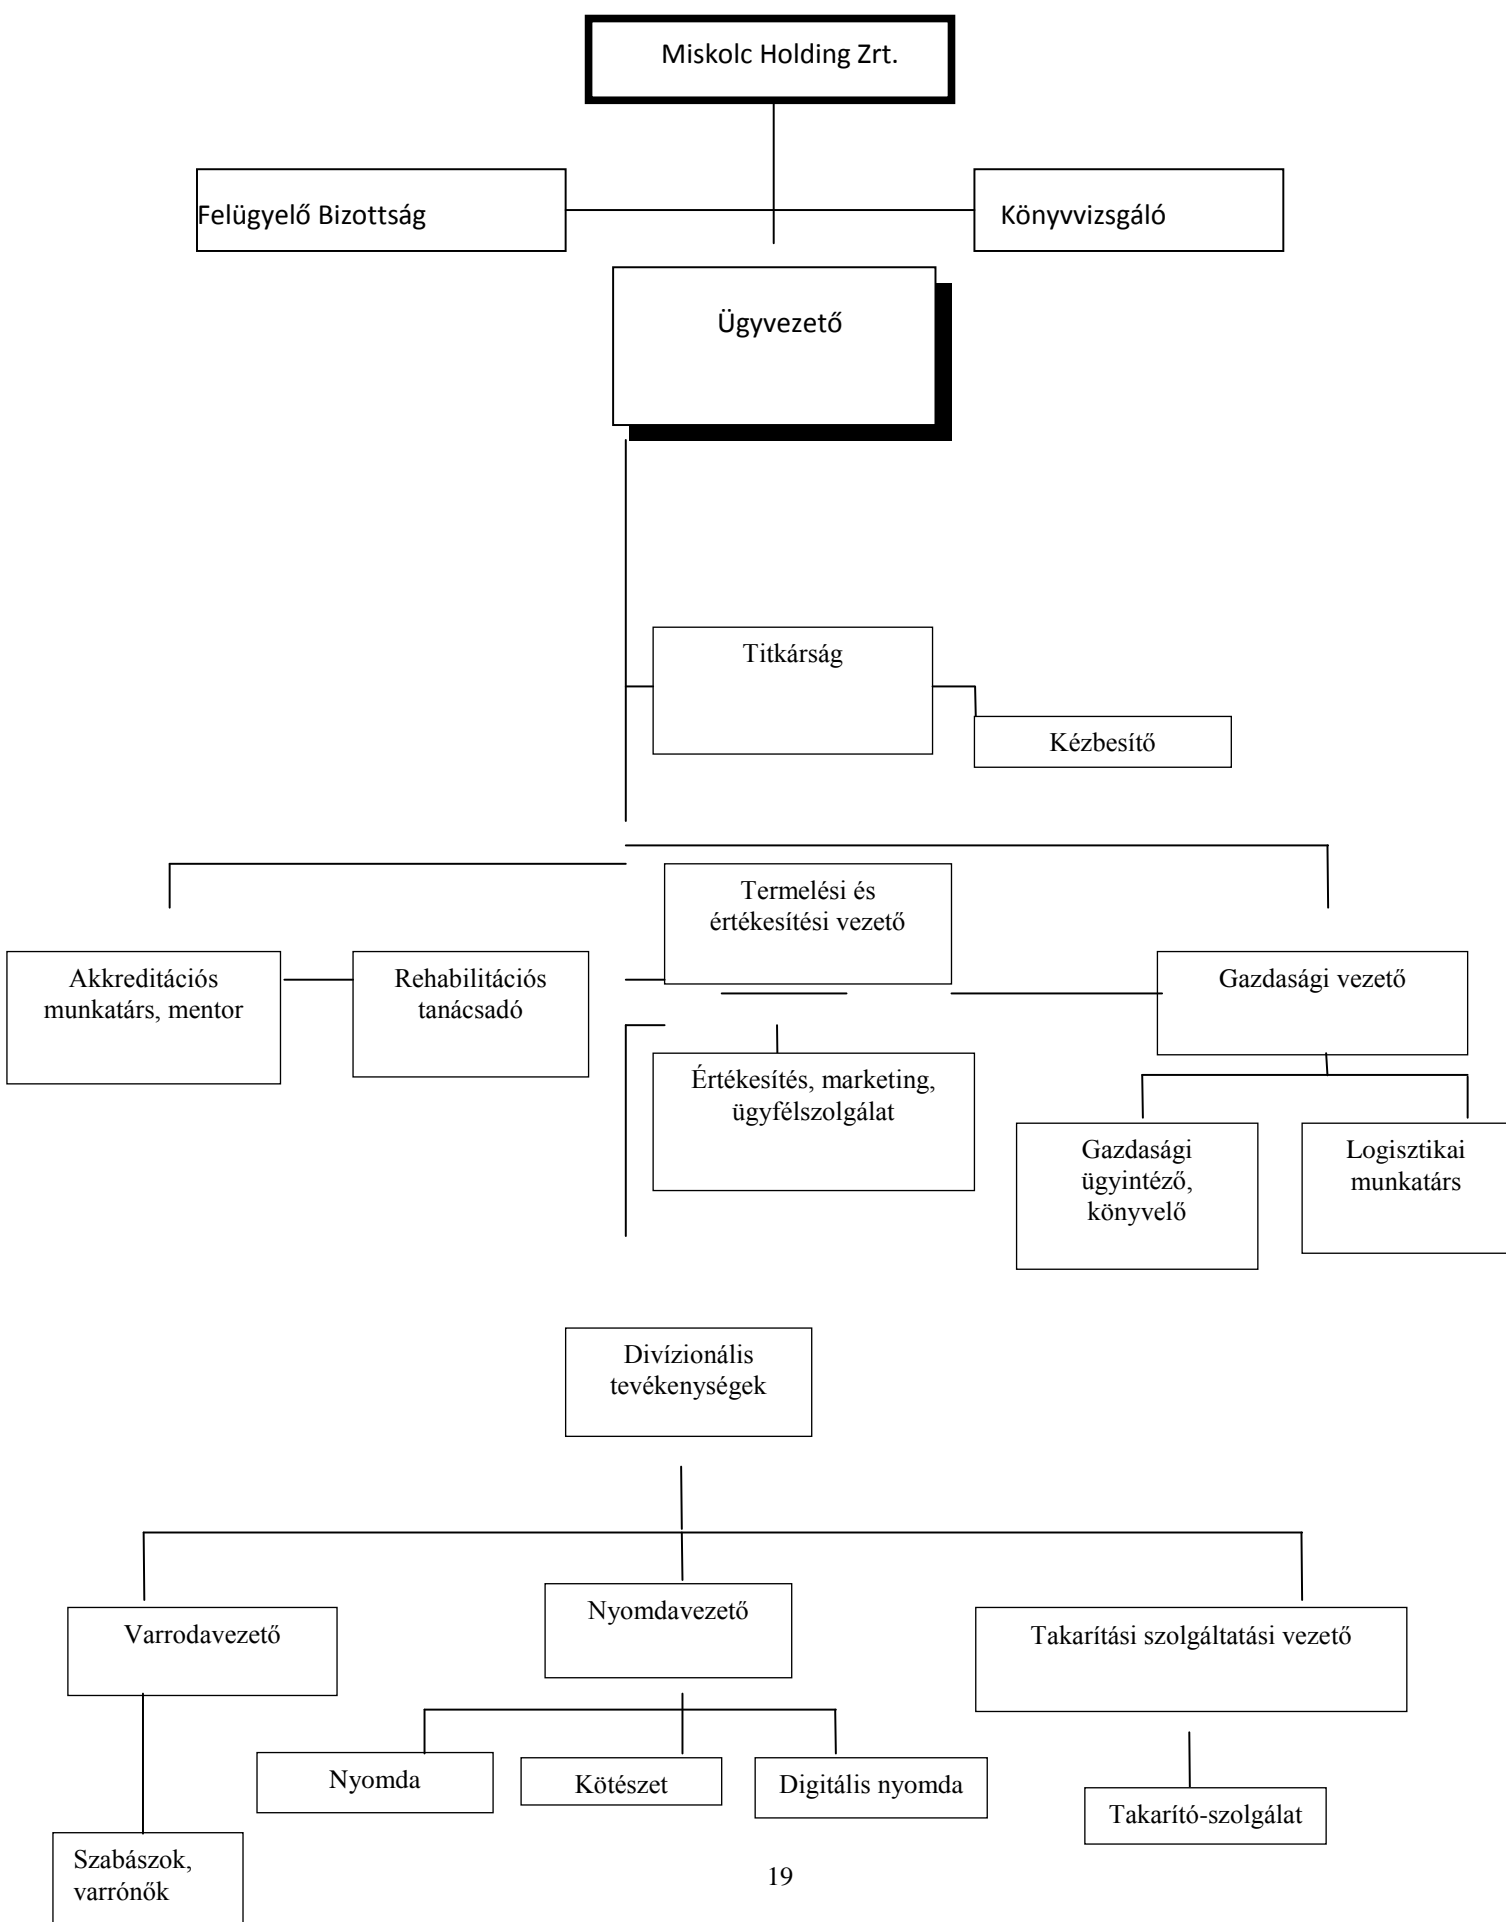 Miskolc Holding Zrt.
Felügyelő Bizottság
Könyvvizsgáló
Ügyvezető
Titkárság
Kézbesítő
Termelési és
értékesítési vezető
Akkreditációs
munkatárs, mentor
Rehabilitációs
tanácsadó
Gazdasági vezető
Értékesítés, marketing,
ügyfélszolgálat
Gazdasági
ügyintéző,
könyvelő
Logisztikai
munkatárs
Divízionális
tevékenységek
Varrodavezető
Nyomdavezető
Takarítási szolgáltatási vezető
Nyomda
Kötészet
Digitális nyomda
Takarító-szolgálat
Szabászok,
varrónők
19